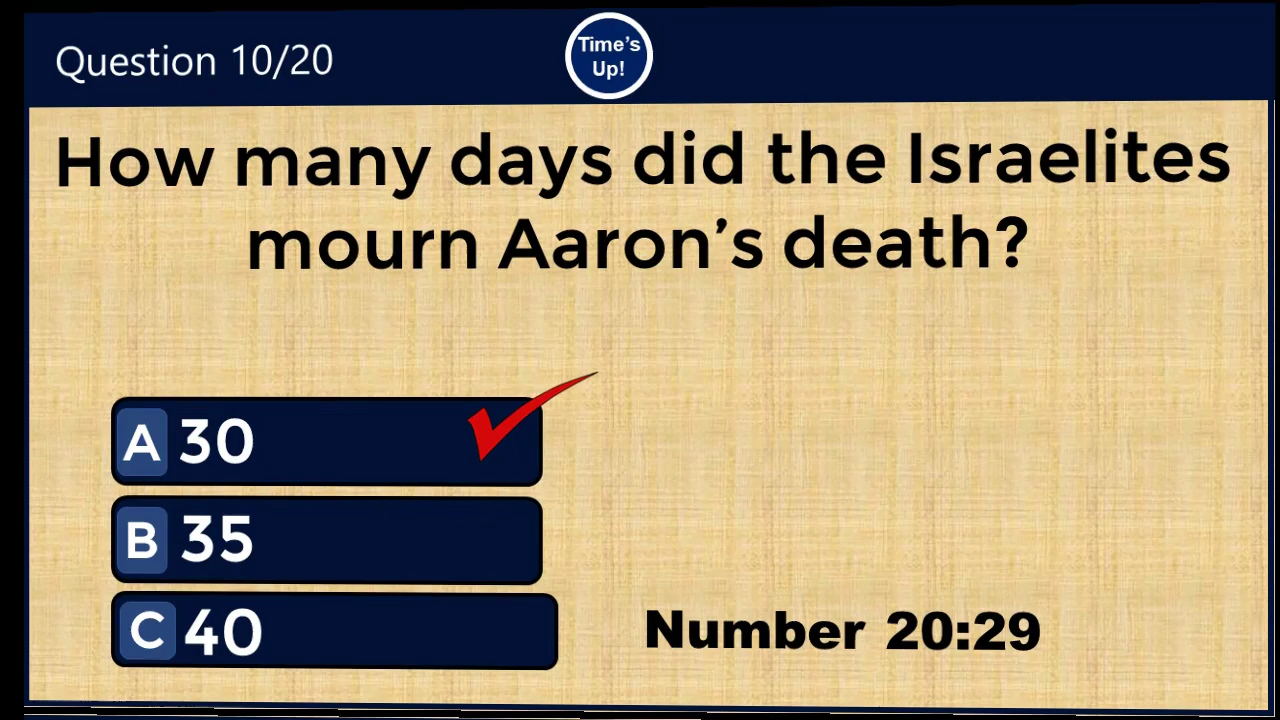 Question 10/20
Time's
Up!
How many days did the Israelites
mourn Aaron’s death?
A 30
B 35
C 40
Number 20:29